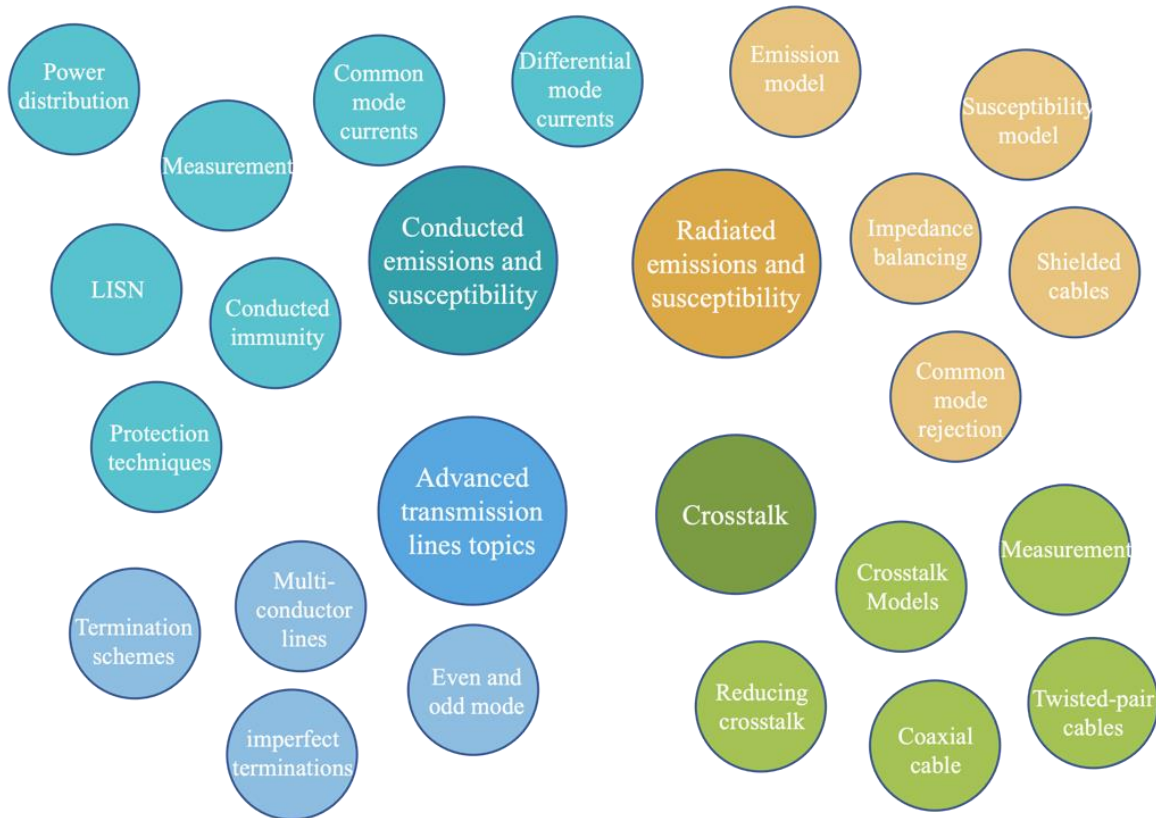 Power
distribution
Measurement
Common
mode
currents
Differential
mode
currents
LISN
Conducted
immunity
Protection
techniques
Conducted
emissions and
susceptibility
Emission
model
Susceptibility
model
Radiated
emissions and
susceptibility
Impedance
balancing
Shielded
cables
Common
mode
rejection
Advanced
transmission
lines topics
Termination
schemes
Multi-
conductor
lines
imperfect
terminations
Even and
odd mode
Crosstalk
Crosstalk
Models
Measurement
Reducing
crosstalk
Coaxial
cable
Twisted-pair
cables